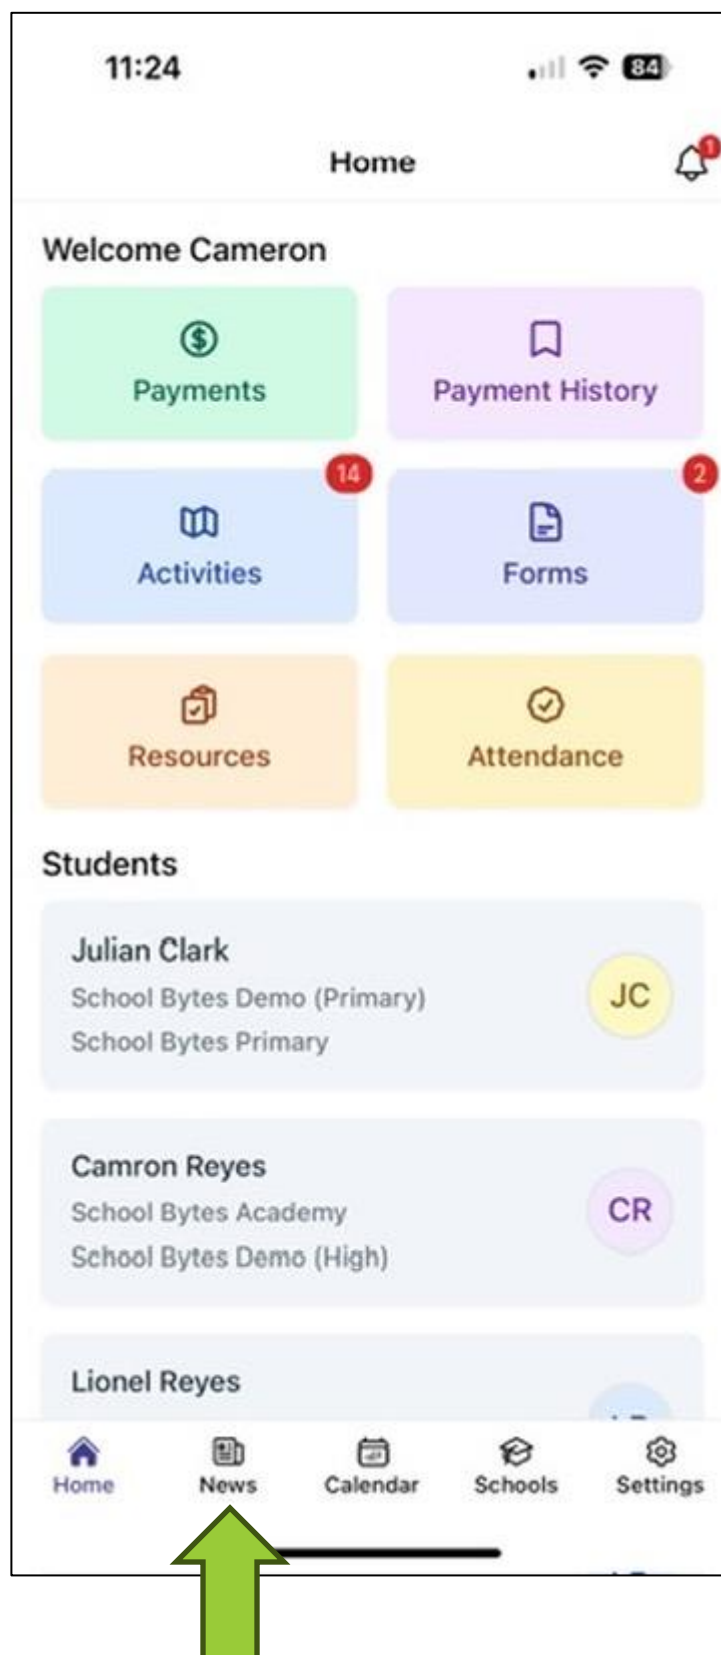 11:24
84
Home
1
Welcome Cameron
Payments
Payment History
14
2
Activities
Forms
Resources
Attendance
Students
Julian Clark
School Bytes Demo (Primary)
School Bytes Primary
JC
Camron Reyes
School Bytes Academy
School Bytes Demo (High)
CR
Lionel Reyes
Home
News
Calendar
Schools
Settings